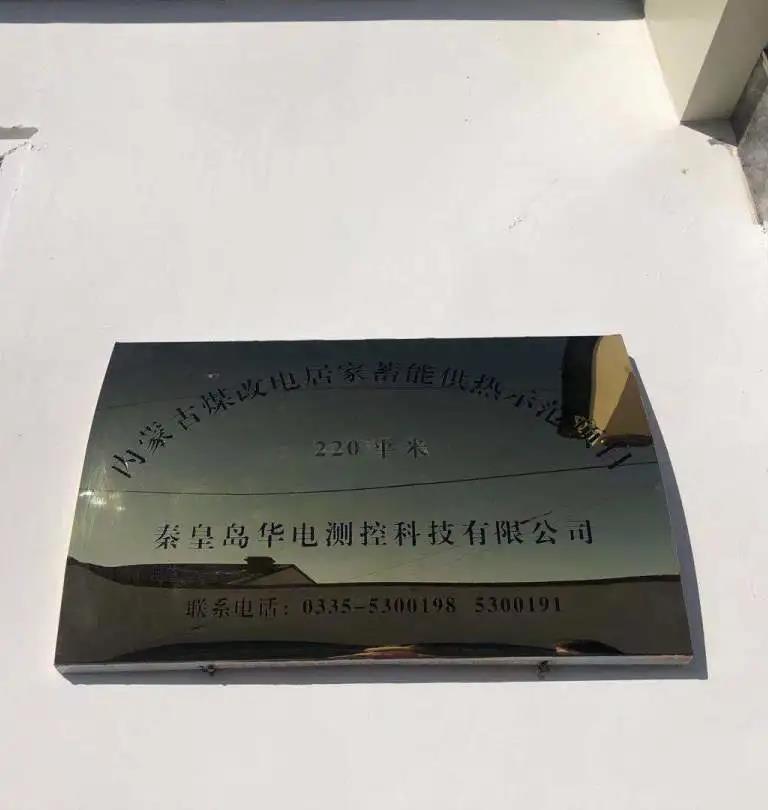 内蒙古煤改电居家蓄能供热示范项目
220平米
秦皇岛华电测控科技有限公司
联系电话：0335-5300198 5300191